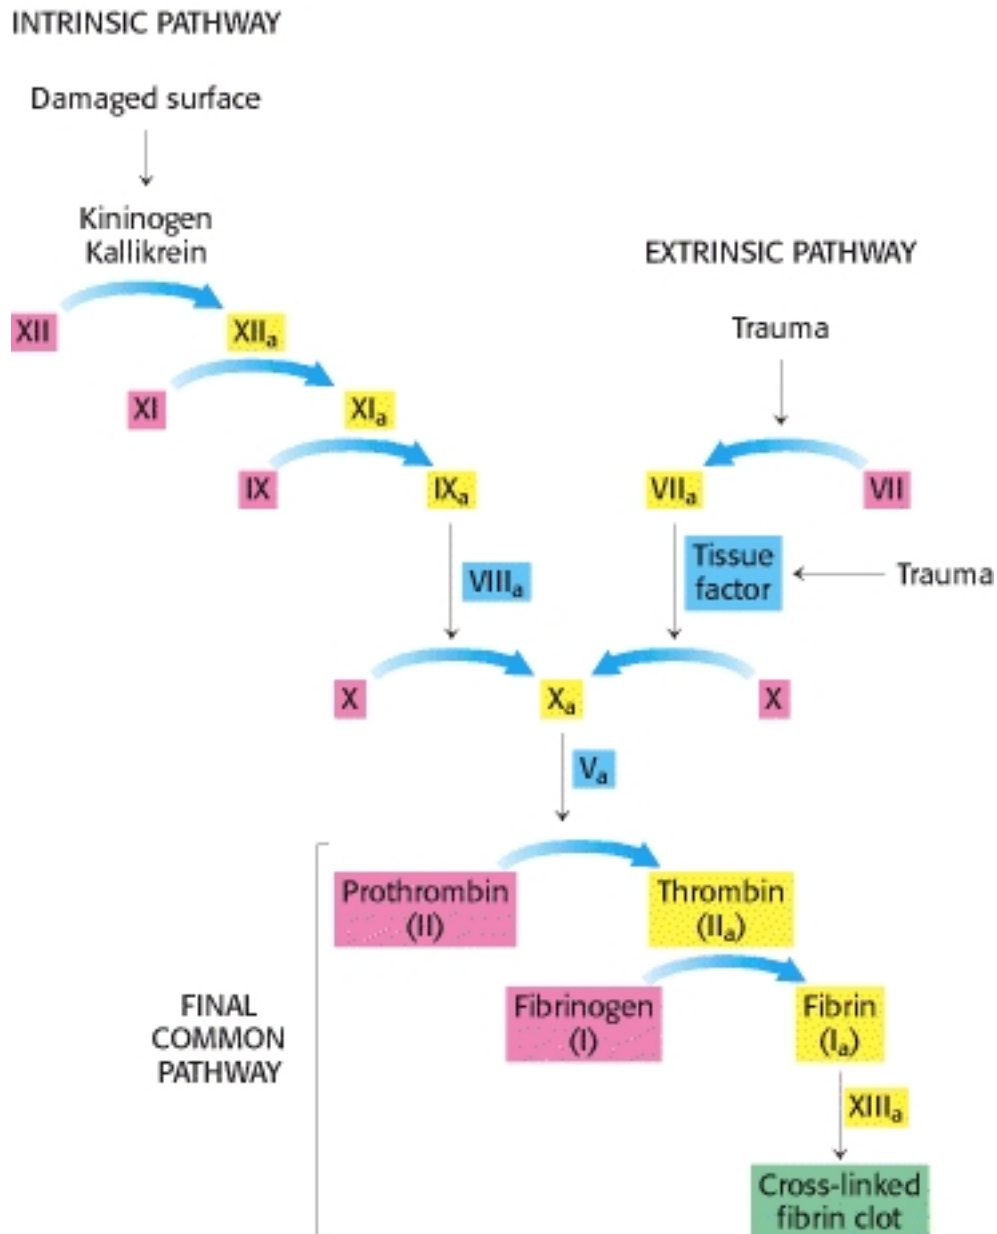 INTRINSIC PATHWAY
Damaged surface
Kininogen
Kallikrein
EXTRINSIC PATHWAY
XII
XIIa
Trauma
XI
XIa
IX
IXa
VIIa
VII
Tissue
factor
Trauma
VIIIa
X
Xa
X
Va
Prothrombin
(II)
Thrombin
(IIa)
FINAL
COMMON
PATHWAY
Fibrinogen
(I)
Fibrin
(Ia)
XIIIa
Cross-linked
fibrin clot